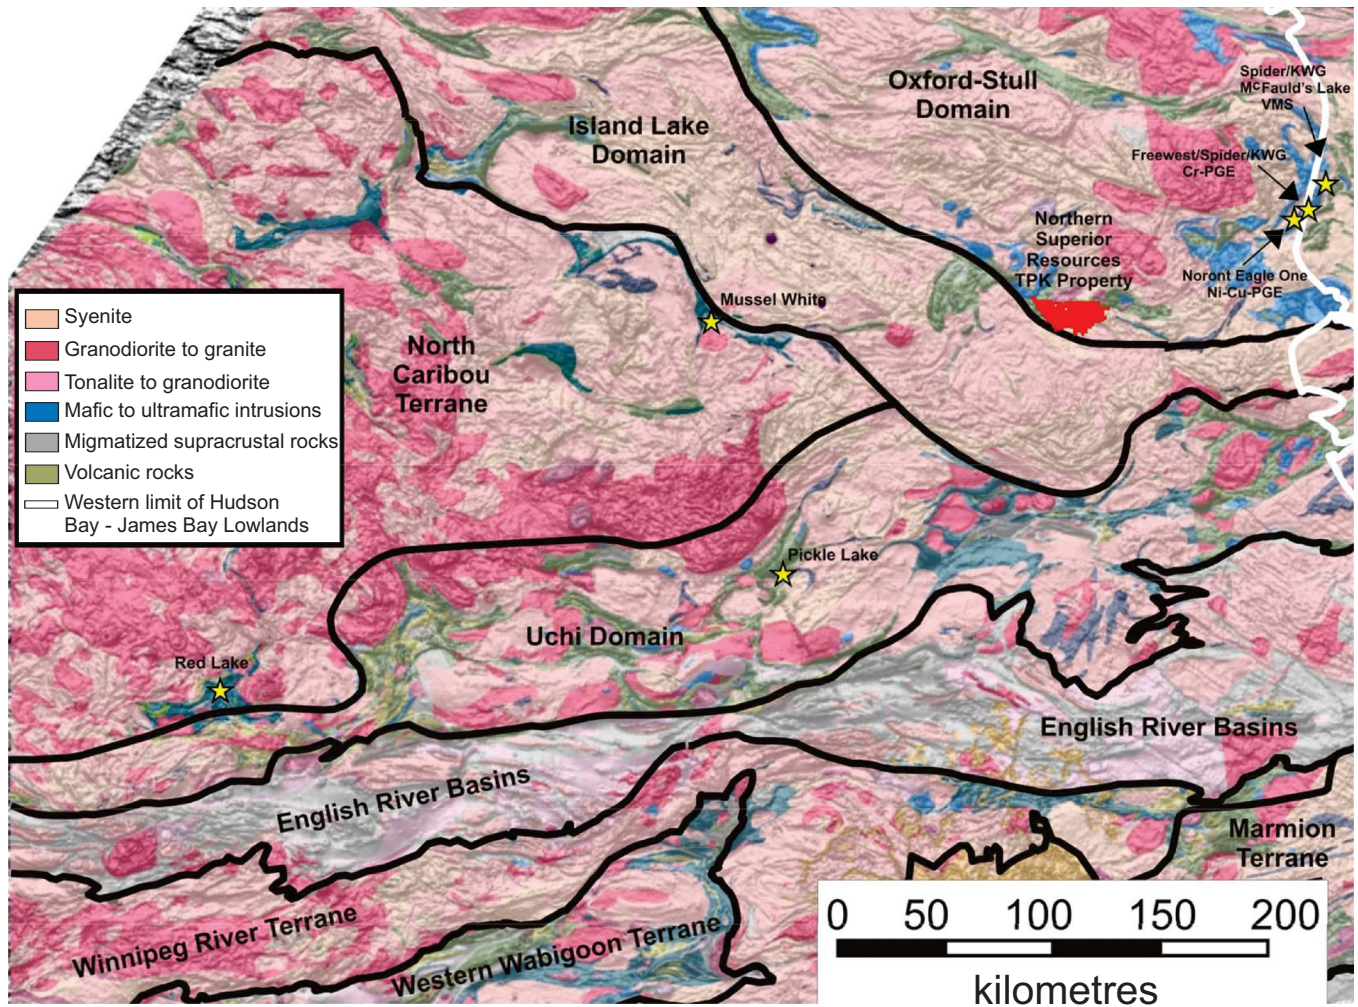 Oxford-Stull
Domain
Spider/KWG
McFauld's Lake
VMS
Island Lake
Domain
Freewest/Spider/KWG
Cr-PGE
Northern
Superior
Resources
TPK Property
Noront Eagle One
Ni-Cu-PGE
Mussel White
North
Caribou
Terrane
Syenite
Granodiorite to granite
Tonalite to granodiorite
Mafic to ultramafic intrusions
Migmatized supracrustal rocks
Volcanic rocks
Western limit of Hudson
Bay - James Bay Lowlands
Pickle Lake
Uchi Domain
Red Lake
English River Basins
English River Basins
Marmion
Terrane
Winnipeg River Terrane
Western Wabigoon Terrane
0 50 100 150 200
kilometres